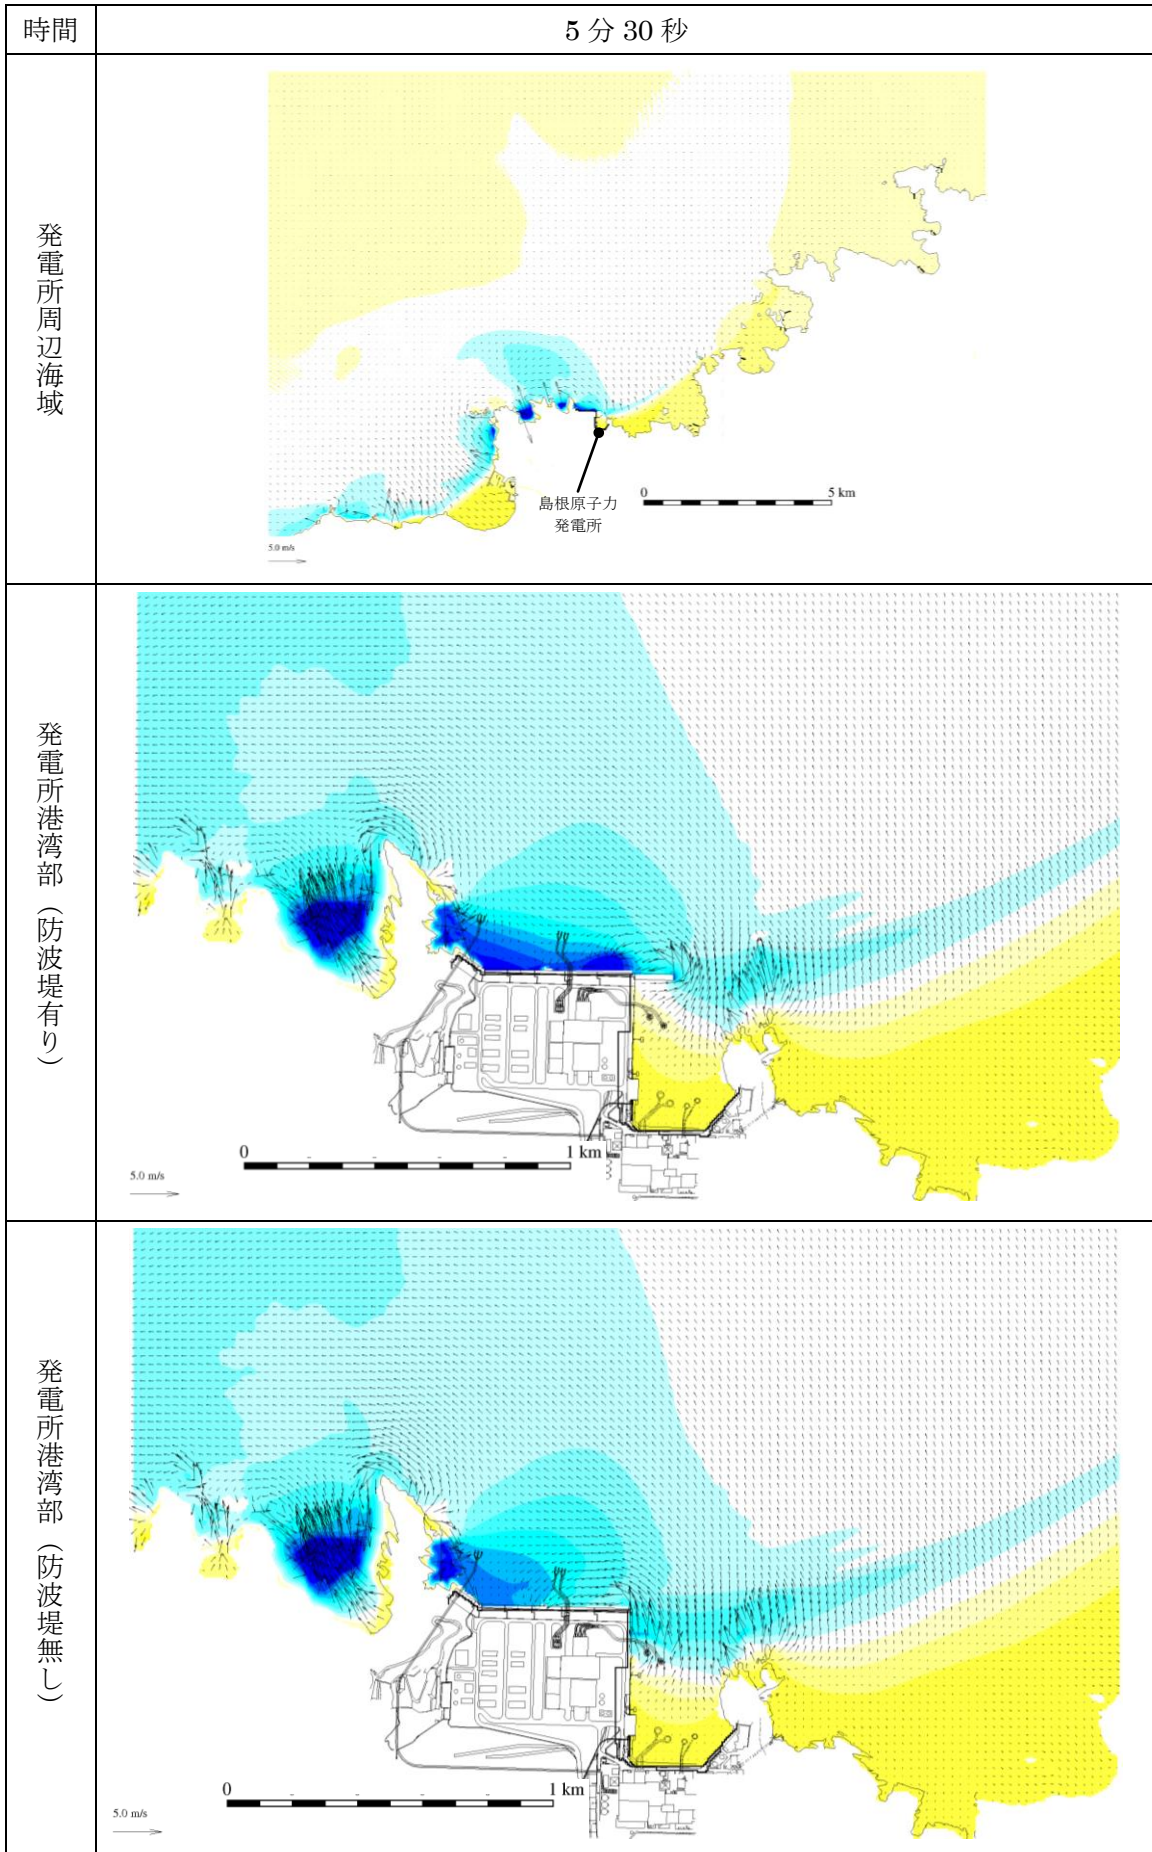 時間
5分30秒
発電所周辺海域
島根原子力
発電所
0 5 km
5.0 m/s
発電所港湾部（防波堤有り）
0 1 km
5.0 m/s
発電所港湾部（防波堤無し）
0 1 km
5.0 m/s